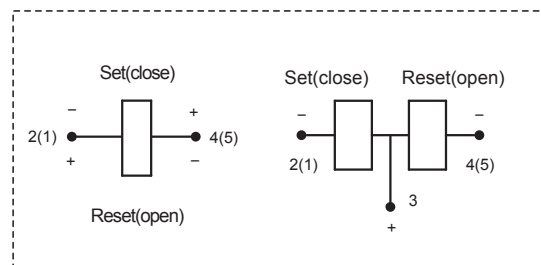 Set(close)
− +
2(1) 4(5)
+ −
Reset(open)
Set(close) Reset(open)
− −
2(1) 4(5)
3
+